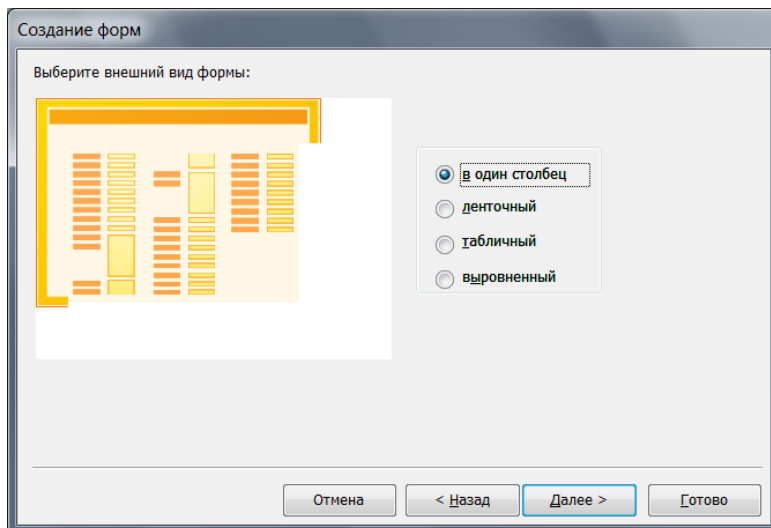 Создание форм
Выберите внешний вид формы:
в один столбец
ленточный
табличный
выровненный
Отмена
< Назад
Далее >
Готово